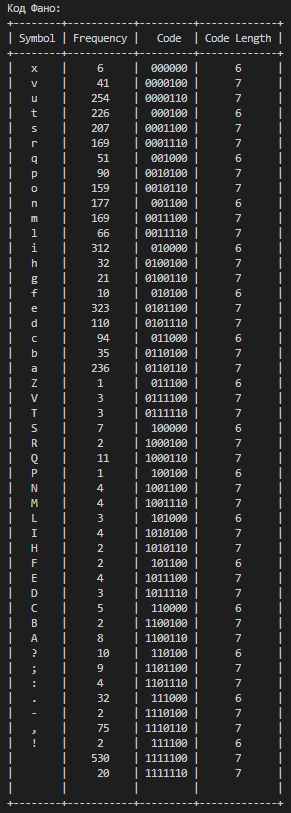 Код Фано:
+--------+-----------+---------+-------------+
| Symbol | Frequency | Code | Code Length |
+--------+-----------+---------+-------------+
| x | 6 | 000000 | 6 |
| v | 41 | 0000100 | 7 |
| u | 254 | 0000110 | 7 |
| t | 226 | 000100 | 6 |
| s | 207 | 0001100 | 7 |
| r | 169 | 0001110 | 7 |
| q | 51 | 001000 | 6 |
| p | 90 | 0010100 | 7 |
| o | 159 | 0010110 | 7 |
| n | 177 | 001100 | 6 |
| m | 169 | 0011100 | 7 |
| l | 66 | 0011110 | 7 |
| i | 312 | 010000 | 6 |
| h | 32 | 0100100 | 7 |
| g | 21 | 0100110 | 7 |
| f | 10 | 010100 | 6 |
| e | 323 | 0101100 | 7 |
| d | 110 | 0101110 | 7 |
| c | 94 | 011000 | 6 |
| b | 35 | 0110100 | 7 |
| a | 236 | 0110110 | 7 |
| Z | 1 | 011100 | 6 |
| V | 3 | 0111100 | 7 |
| T | 3 | 0111110 | 7 |
| S | 7 | 100000 | 6 |
| R | 2 | 1000100 | 7 |
| Q | 11 | 1000110 | 7 |
| P | 1 | 100100 | 6 |
| N | 4 | 1001100 | 7 |
| M | 4 | 1001110 | 7 |
| L | 3 | 101000 | 6 |
| I | 4 | 1010100 | 7 |
| H | 2 | 1010110 | 7 |
| F | 2 | 101100 | 6 |
| E | 4 | 1011100 | 7 |
| D | 3 | 1011110 | 7 |
| C | 5 | 110000 | 6 |
| B | 2 | 1100100 | 7 |
| A | 8 | 1100110 | 7 |
| ? | 10 | 110100 | 6 |
| ; | 9 | 1101100 | 7 |
| : | 4 | 1101110 | 7 |
| . | 32 | 111000 | 6 |
| - | 2 | 1110100 | 7 |
| , | 75 | 1110110 | 7 |
| ! | 2 | 111100 | 6 |
| | 530 | 1111100 | 7 |
| | 20 | 1111110 | 7 |
| | | | |
+--------+-----------+---------+-------------+